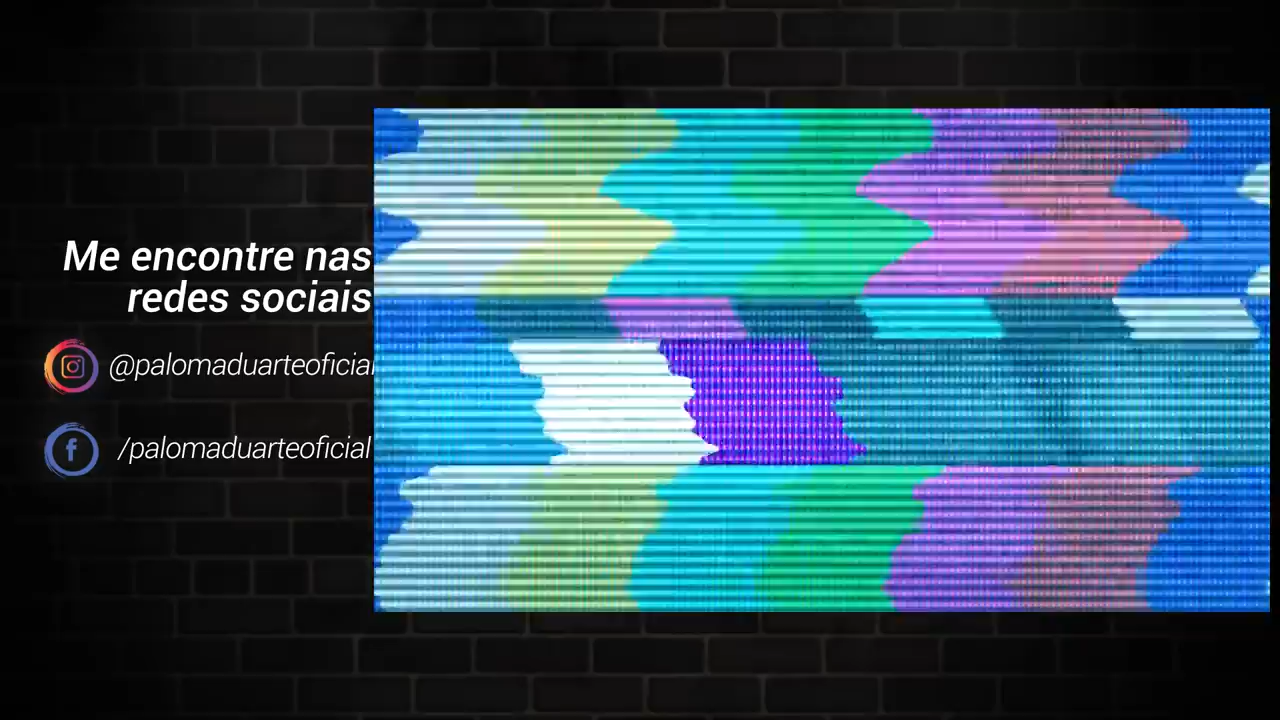 Me encontre nas
redes sociais
@palomaduarteoficial
/palomaduarteoficial